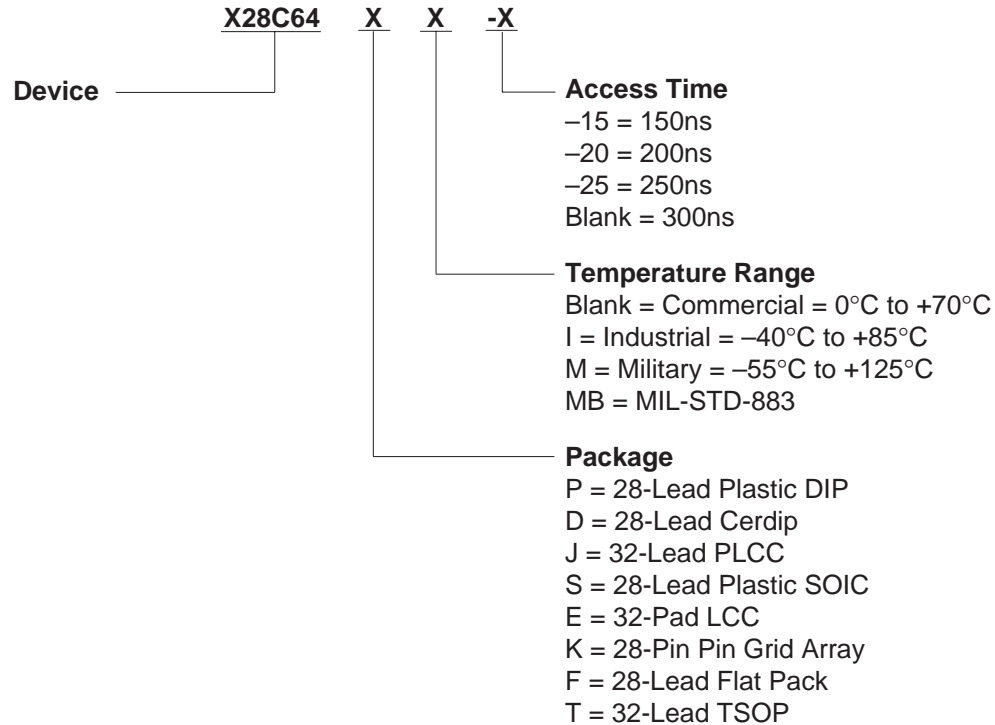 X28C64 X X -X
Device
Access Time
–15 = 150ns
–20 = 200ns
–25 = 250ns
Blank = 300ns
Temperature Range
Blank = Commercial = 0°C to +70°C
I = Industrial = –40°C to +85°C
M = Military = –55°C to +125°C
MB = MIL-STD-883
Package
P = 28-Lead Plastic DIP
D = 28-Lead Cerdip
J = 32-Lead PLCC
S = 28-Lead Plastic SOIC
E = 32-Pad LCC
K = 28-Pin Pin Grid Array
F = 28-Lead Flat Pack
T = 32-Lead TSOP